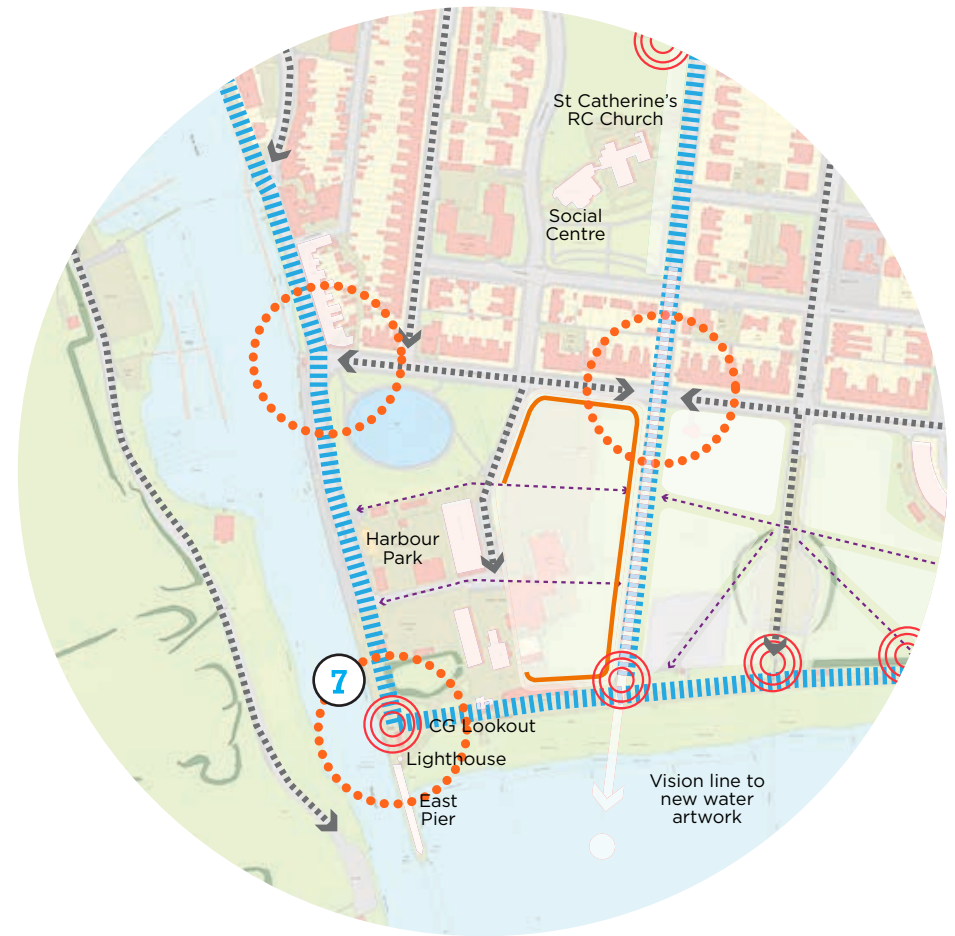 St Catherine's
RC Church
Social
Centre
Harbour
Park
7
CG Lookout
Lighthouse
East
Pier
Vision line to
new water
artwork